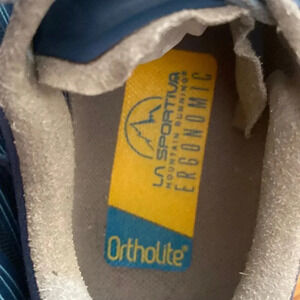 LA SPORTIVA
MOUNTAIN RUNNING®
ERGONOMIC
OrthoLite®